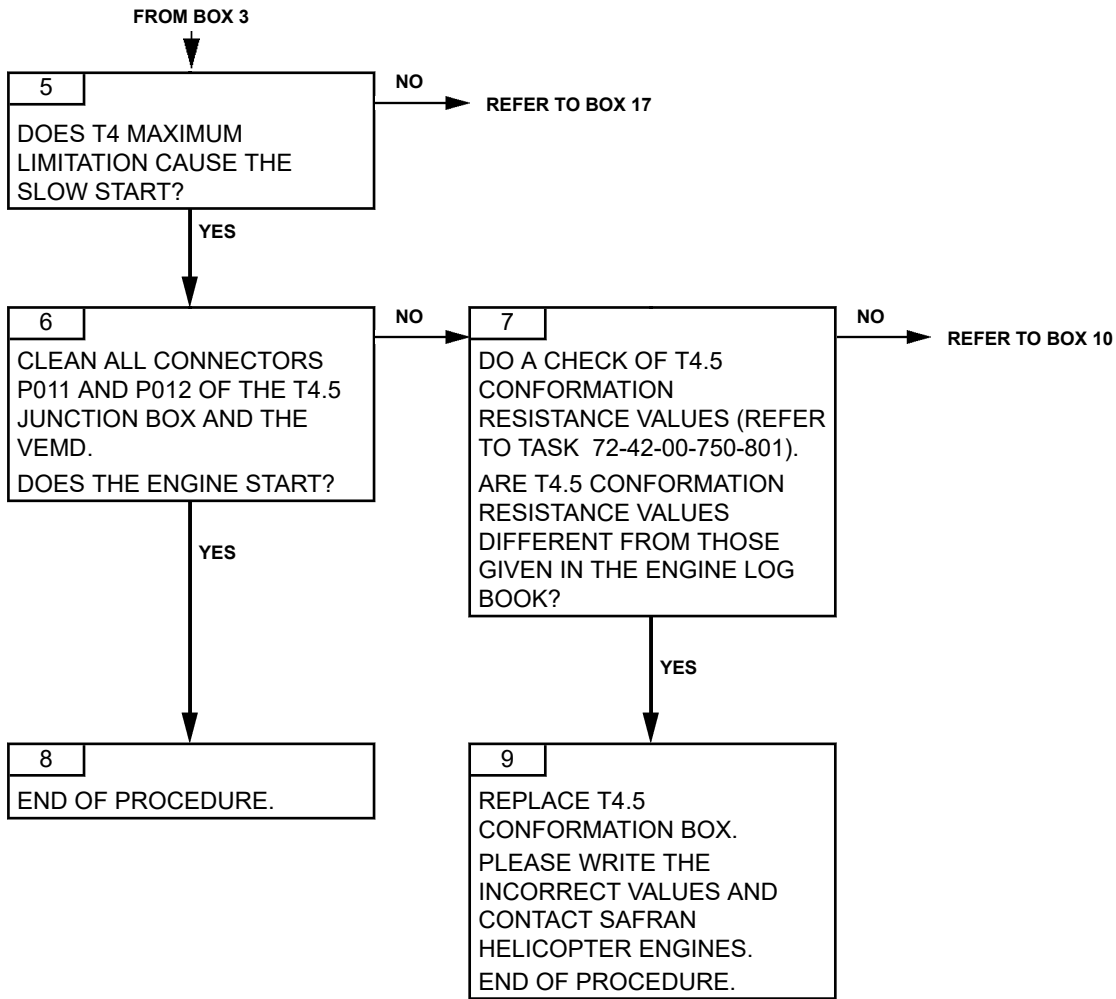 FROM BOX 3
5
NO
REFER TO BOX 17
DOES T4 MAXIMUM
LIMITATION CAUSE THE
SLOW START?
YES
6
CLEAN ALL CONNECTORS
P011 AND P012 OF THE T4.5
JUNCTION BOX AND THE
VEMD.
DOES THE ENGINE START?
NO
7
DO A CHECK OF T4.5
CONFORMATION
RESISTANCE VALUES (REFER
TO TASK 72-42-00-750-801).
ARE T4.5 CONFORMATION
RESISTANCE VALUES
DIFFERENT FROM THOSE
GIVEN IN THE ENGINE LOG
BOOK?
NO
REFER TO BOX 10
YES
YES
8
END OF PROCEDURE.
9
REPLACE T4.5
CONFORMATION BOX.
PLEASE WRITE THE
INCORRECT VALUES AND
CONTACT SAFRAN
HELICOPTER ENGINES.
END OF PROCEDURE.